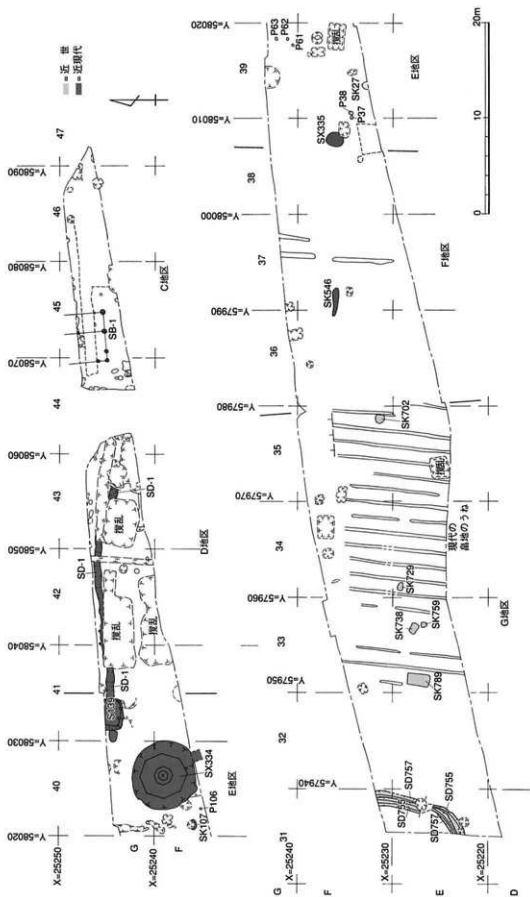 = 近 世
= 近現代
47
46
45
44
43
42
41
40
Y=58090
Y=58080
Y=58070
Y=58060
Y=58050
Y=58040
Y=58030
Y=58020
X=25250
X=25240
G
F
C地区
SB-1
D地区
SD-1
SD-1
SD-1
撹乱
撹乱
撹乱
E地区
SX334
P106
SK107
39
38
37
36
35
34
33
32
31
Y=58020
Y=58010
Y=58000
Y=57990
Y=57980
Y=57970
Y=57960
Y=57950
Y=57940
X=25240
X=25230
X=25220
G
F
E
D
P63
P62
P61
撹乱
E地区
SK27
P38
P37
SX335
F地区
SK546
SK702
撹乱
現代の
畠地のうね
G地区
SK729
SK738
SK759
SK789
SD757
SD755
SD757
SD755
0
10
20m